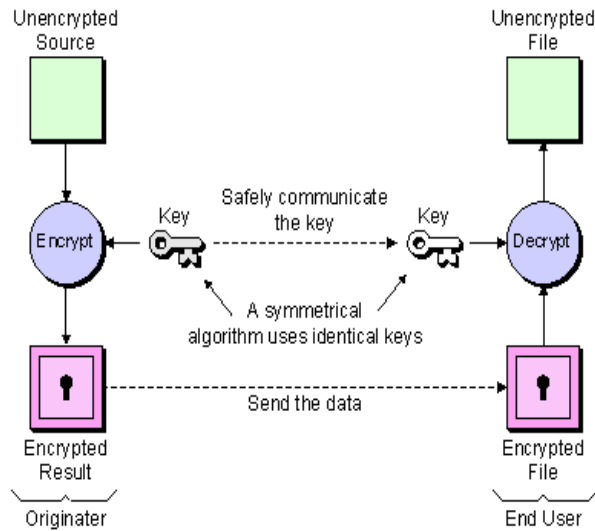 Unencrypted
Source
Unencrypted
File
Safely communicate
the key
Key
Key
Encrypt
Decrypt
A symmetrical
algorithm uses identical keys
Send the data
Encrypted
Result
Encrypted
File
Originater
End User